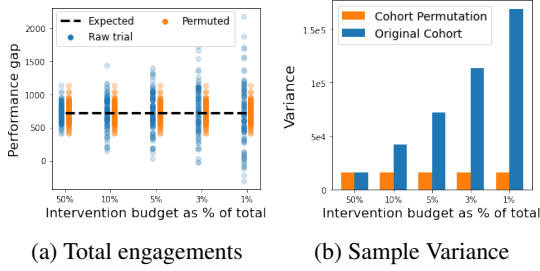 Expected
Permuted
Raw trial
Performance gap
2000
1500
1000
500
0
50%
10%
5%
3%
1%
Intervention budget as % of total
(a) Total engagements
Cohort Permutation
Original Cohort
Variance
1.5e5
1e5
5e4
0
50%
10%
5%
3%
1%
Intervention budget as % of total
(b) Sample Variance